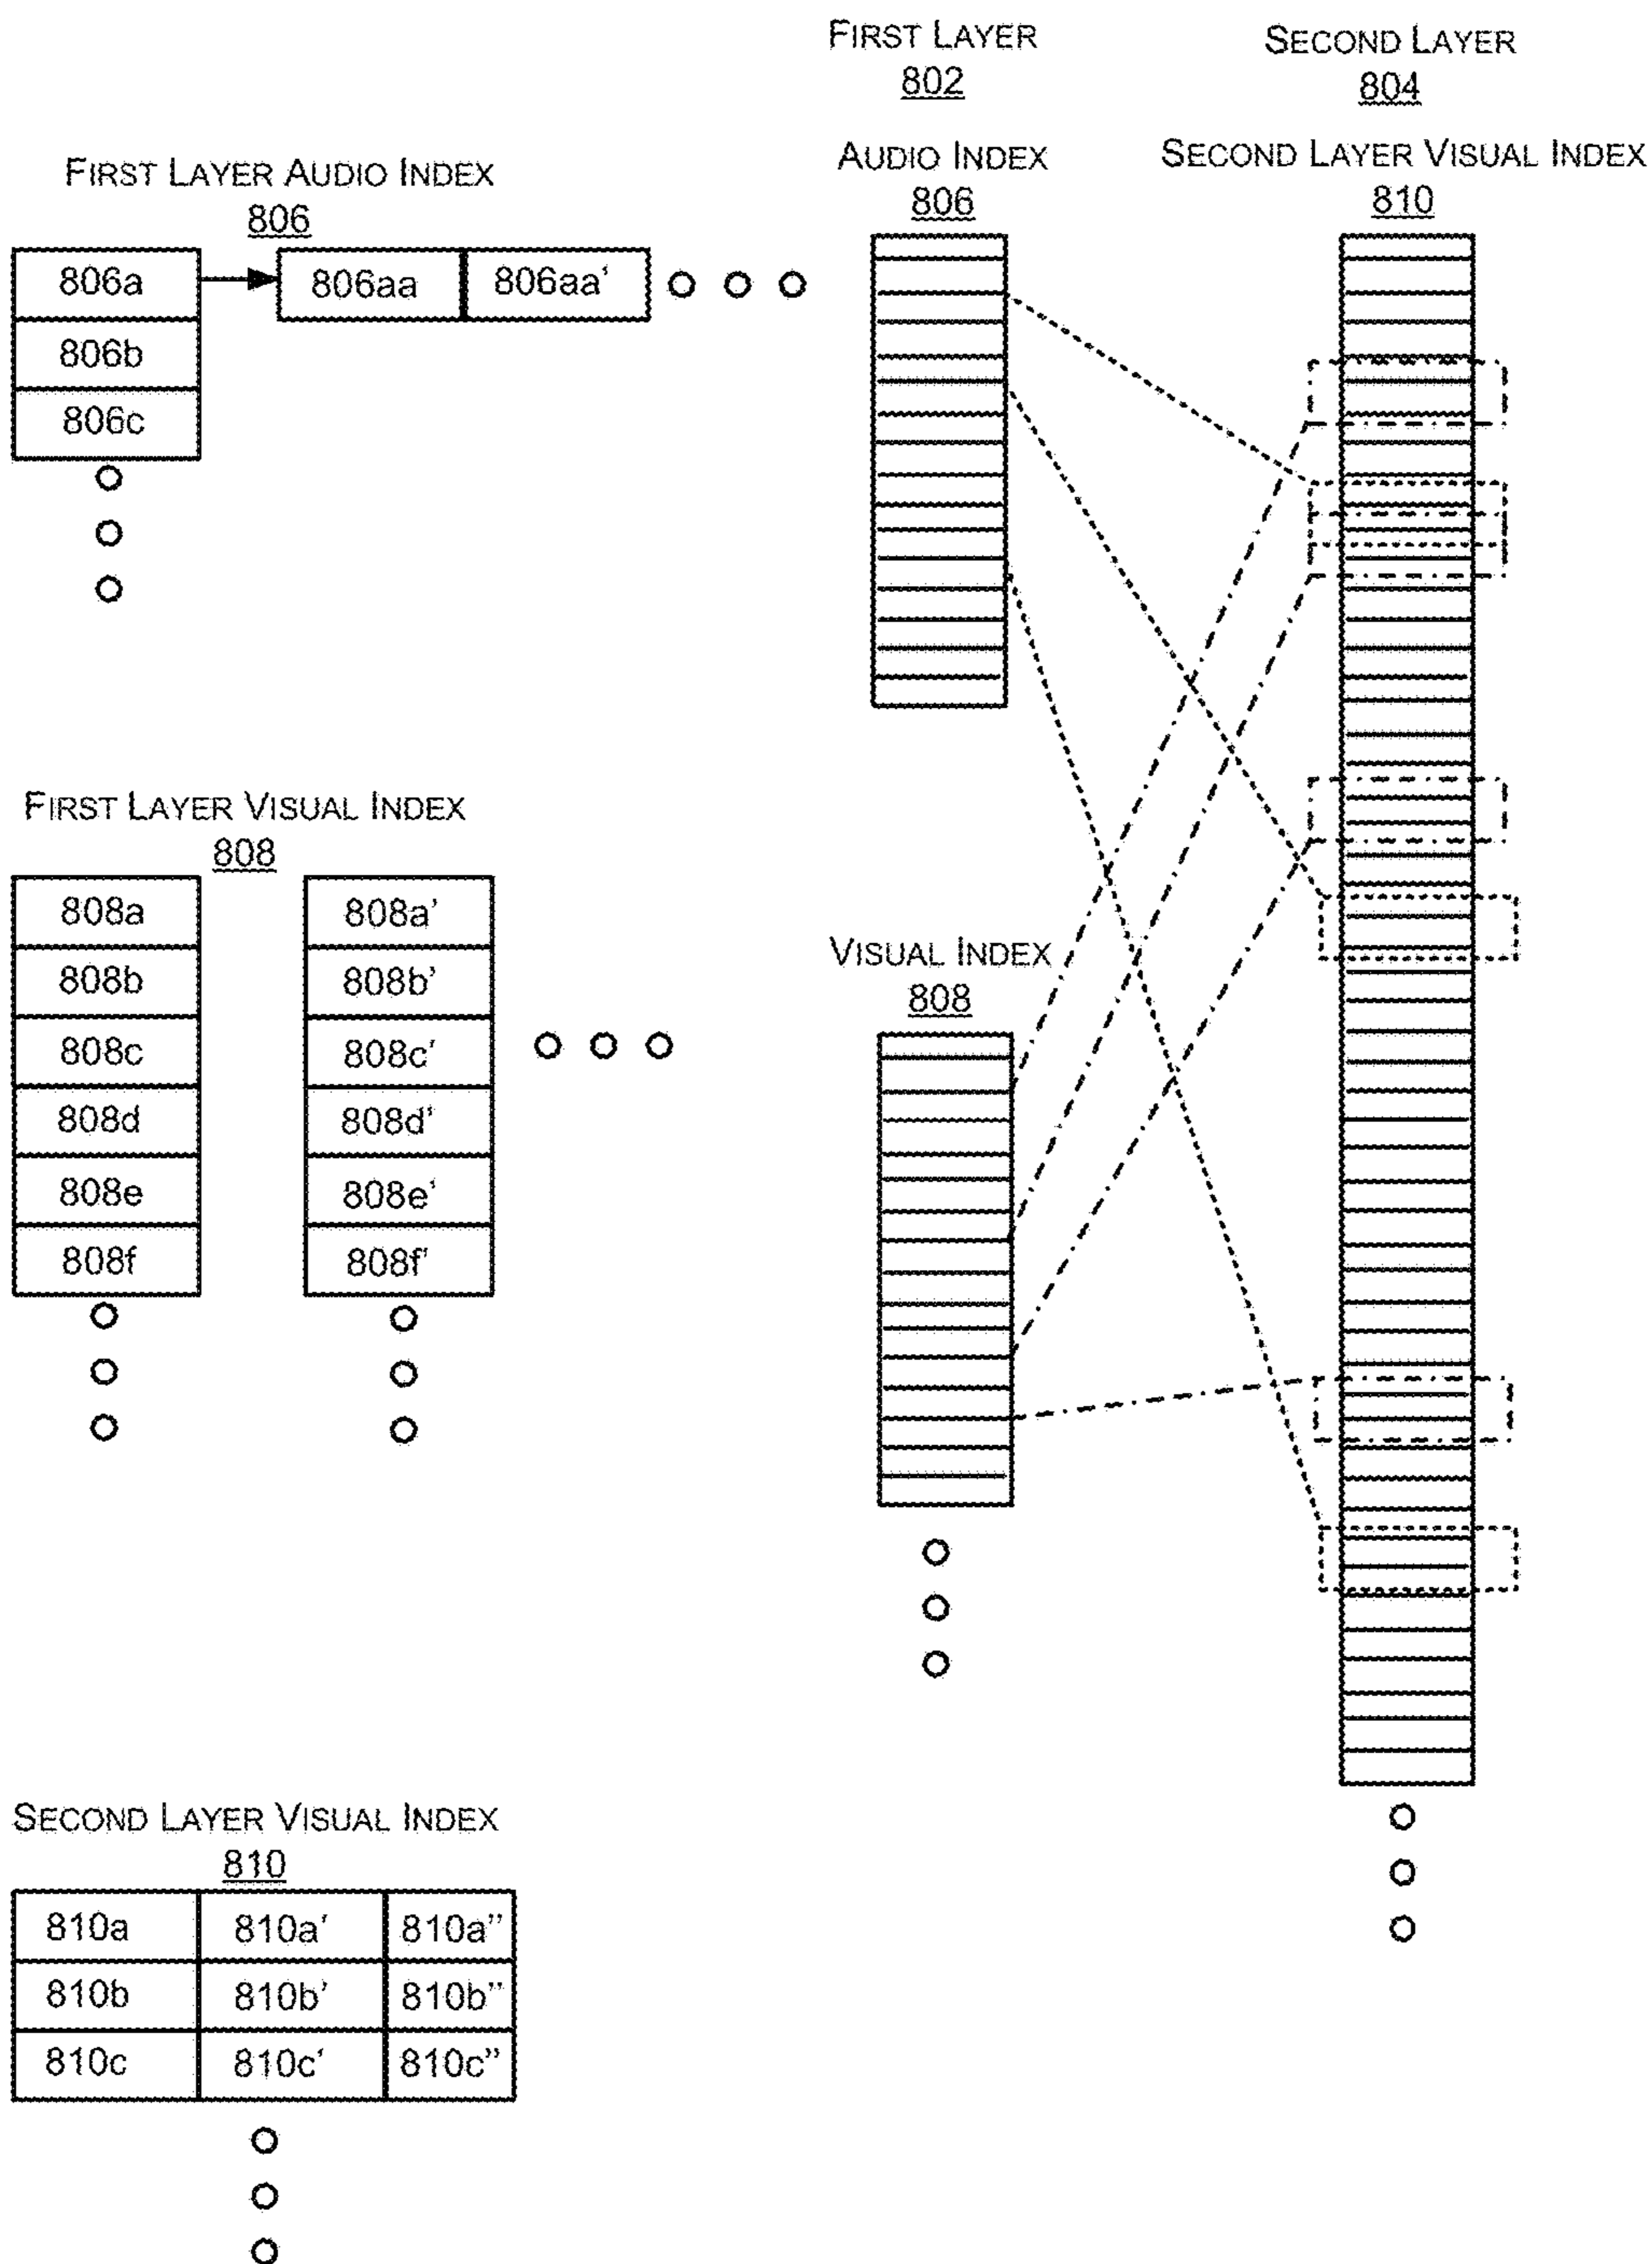 FIRST LAYER
802
SECOND LAYER
804
FIRST LAYER AUDIO INDEX
806
806a
806aa
806aa'
806b
806c
AUDIO INDEX
806
SECOND LAYER VISUAL INDEX
810
FIRST LAYER VISUAL INDEX
808
808a
808a'
808b
808b'
808c
808c'
808d
808d'
808e
808e'
808f
808f'
VISUAL INDEX
808
SECOND LAYER VISUAL INDEX
810
810a
810a'
810a"
810b
810b'
810b"
810c
810c'
810c"